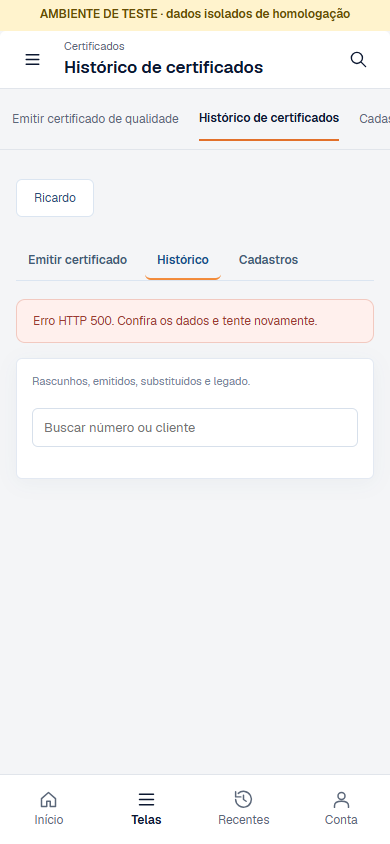 AMBIENTE DE TESTE · dados isolados de homologação
Certificados
Histórico de certificados
Emitir certificado de qualidade
Histórico de certificados
Cadas
Ricardo
Emitir certificado
Histórico
Cadastros
Erro HTTP 500. Confira os dados e tente novamente.
Rascunhos, emitidos, substituídos e legado.
Buscar número ou cliente
Início
Telas
Recentes
Conta